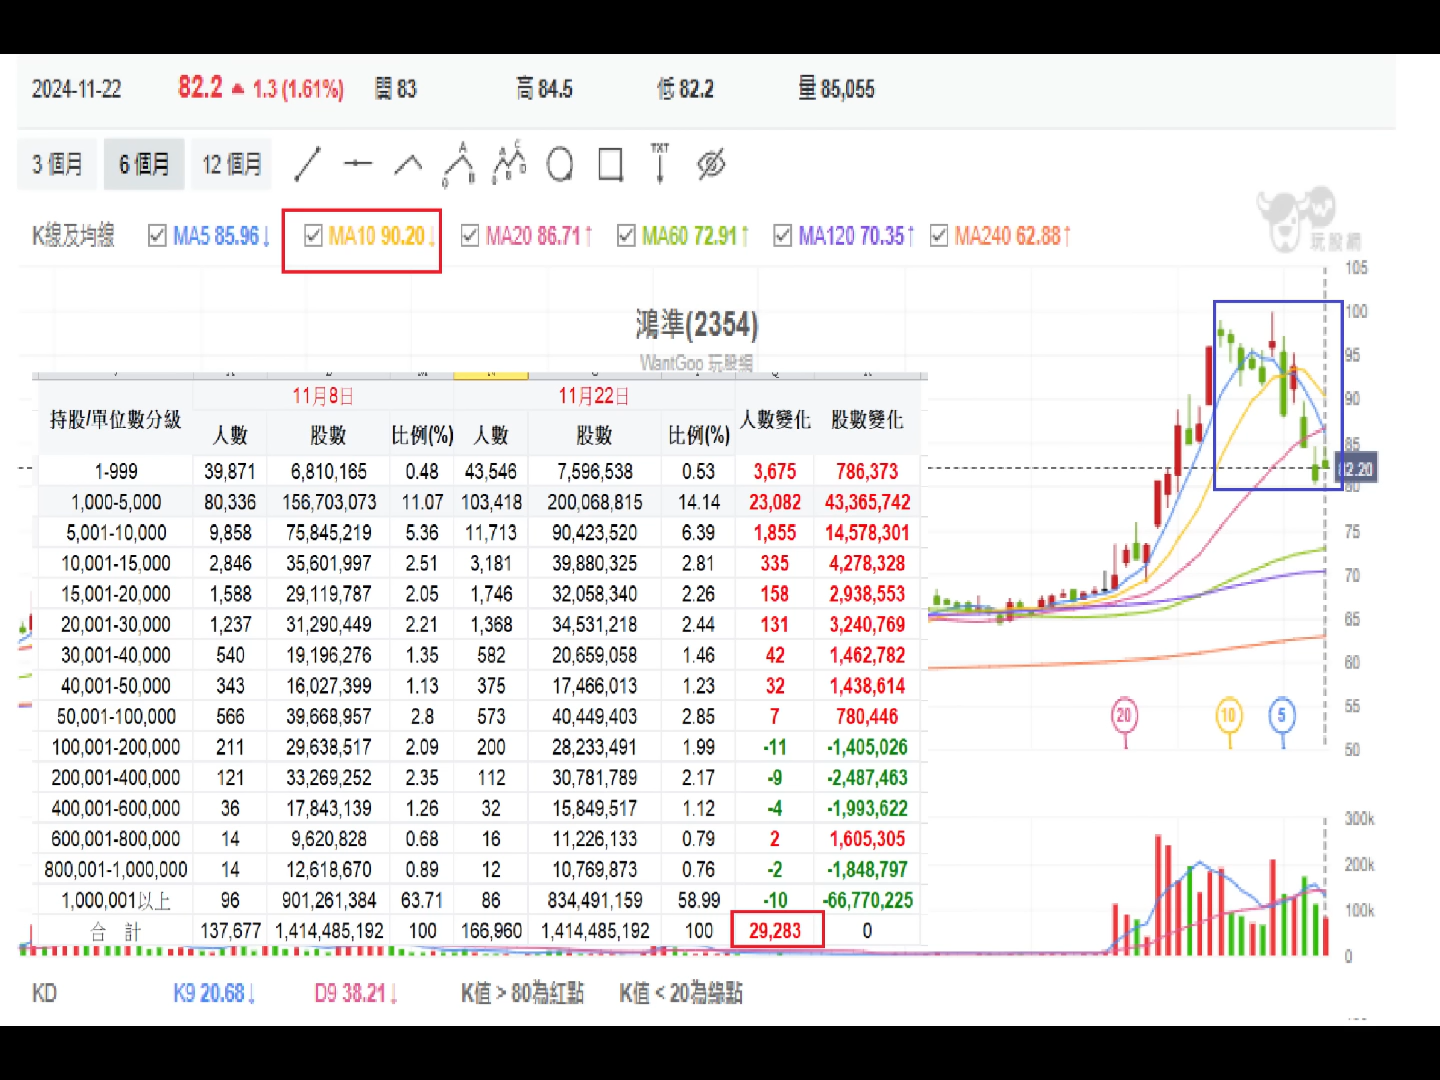 2024-11-22 82.2 ▲ 1.3 (1.61%) 開 83 高 84.5 低 82.2 量 85,055
3 個月 6 個月 12 個月 A O B A C O B D TXT
K線及均線 MA5 85.96↓ MA10 90.20↓ MA20 86.71↑ MA60 72.91↑ MA120 70.35↑ MA240 62.88↑
玩股網
鴻準(2354)
WantGoo 玩股網
11月8日 11月22日
持股/單位數分級 人數 股數 比例(%) 人數 股數 比例(%) 人數變化 股數變化
1-999 39,871 6,810,165 0.48 43,546 7,596,538 0.53 3,675 786,373
1,000-5,000 80,336 156,703,073 11.07 103,418 200,068,815 14.14 23,082 43,365,742
5,001-10,000 9,858 75,845,219 5.36 11,713 90,423,520 6.39 1,855 14,578,301
10,001-15,000 2,846 35,601,997 2.51 3,181 39,880,325 2.81 335 4,278,328
15,001-20,000 1,588 29,119,787 2.05 1,746 32,058,340 2.26 158 2,938,553
20,001-30,000 1,237 31,290,449 2.21 1,368 34,531,218 2.44 131 3,240,769
30,001-40,000 540 19,196,276 1.35 582 20,659,058 1.46 42 1,462,782
40,001-50,000 343 16,027,399 1.13 375 17,466,013 1.23 32 1,438,614
50,001-100,000 566 39,668,957 2.8 573 40,449,403 2.85 7 780,446
100,001-200,000 211 29,638,517 2.09 200 28,233,491 1.99 -11 -1,405,026
200,001-400,000 121 33,269,252 2.35 112 30,781,789 2.17 -9 -2,487,463
400,001-600,000 36 17,843,139 1.26 32 15,849,517 1.12 -4 -1,993,622
600,001-800,000 14 9,620,828 0.68 16 11,226,133 0.79 2 1,605,305
800,001-1,000,000 14 12,618,670 0.89 12 10,769,873 0.76 -2 -1,848,797
1,000,001以上 96 901,261,384 63.71 86 834,491,159 58.99 -10 -66,770,225
合 計 137,677 1,414,485,192 100 166,960 1,414,485,192 100 29,283 0
105
100
95
90
85
82.20
80
75
70
65
60
55
50
20 10 5
300k
200k
100k
0
KD K9 20.68↓ D9 38.21↓ K值 > 80為紅點 K值 < 20為綠點